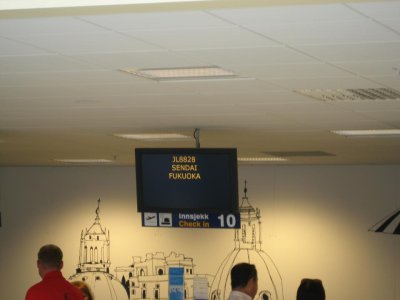 JL8828
SENDAI
FUKUOKA
Innsjekk 10
Check in